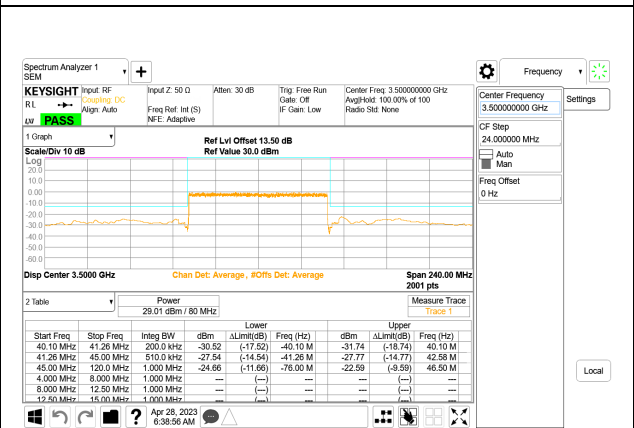 Spectrum Analyzer 1
SEM
Frequency
KEYSIGHT Input: RF Input Z: 50 Ω Atten: 30 dB Trig: Free Run Center Freq: 3.500000000 GHz
RL Coupling: DC Gate: Off Avg|Hold: 100.00% of 100
Align: Auto Freq Ref: Int (S) IF Gain: Low Radio Std: None
LXI PASS NFE: Adaptive
Center Frequency
3.500000000 GHz
Settings
CF Step
24.000000 MHz
Auto
Man
Freq Offset
0 Hz
1 Graph
Ref Lvl Offset 13.50 dB
Scale/Div 10 dB Ref Value 30.0 dBm
Log
20.0
10.0
0.00
-10.0
-20.0
-30.0
-40.0
-50.0
-60.0
Disp Center 3.5000 GHz Chan Det: Average , #Offs Det: Average Span 240.00 MHz
2001 pts
2 Table
Power
29.01 dBm / 80 MHz
Measure Trace
Trace 1
Lower Upper
Start Freq Stop Freq Integ BW dBm ΔLimit(dB) Freq (Hz) dBm ΔLimit(dB) Freq (Hz)
40.10 MHz 41.26 MHz 200.0 kHz -30.52 (-17.52) -40.10 M -31.74 (-18.74) 40.10 M
41.26 MHz 45.00 MHz 510.0 kHz -27.54 (-14.54) -41.26 M -27.77 (-14.77) 42.58 M
45.00 MHz 120.0 MHz 1.000 MHz -24.66 (-11.66) -76.00 M -22.59 (-9.59) 46.50 M
4.000 MHz 8.000 MHz 1.000 MHz --- (---) --- --- (---) ---
8.000 MHz 12.50 MHz 1.000 MHz --- (---) --- --- (---) ---
12.50 MHz 15.00 MHz 1.000 MHz --- (---) --- --- (---) ---
Local
? Apr 28, 2023
6:38:56 AM